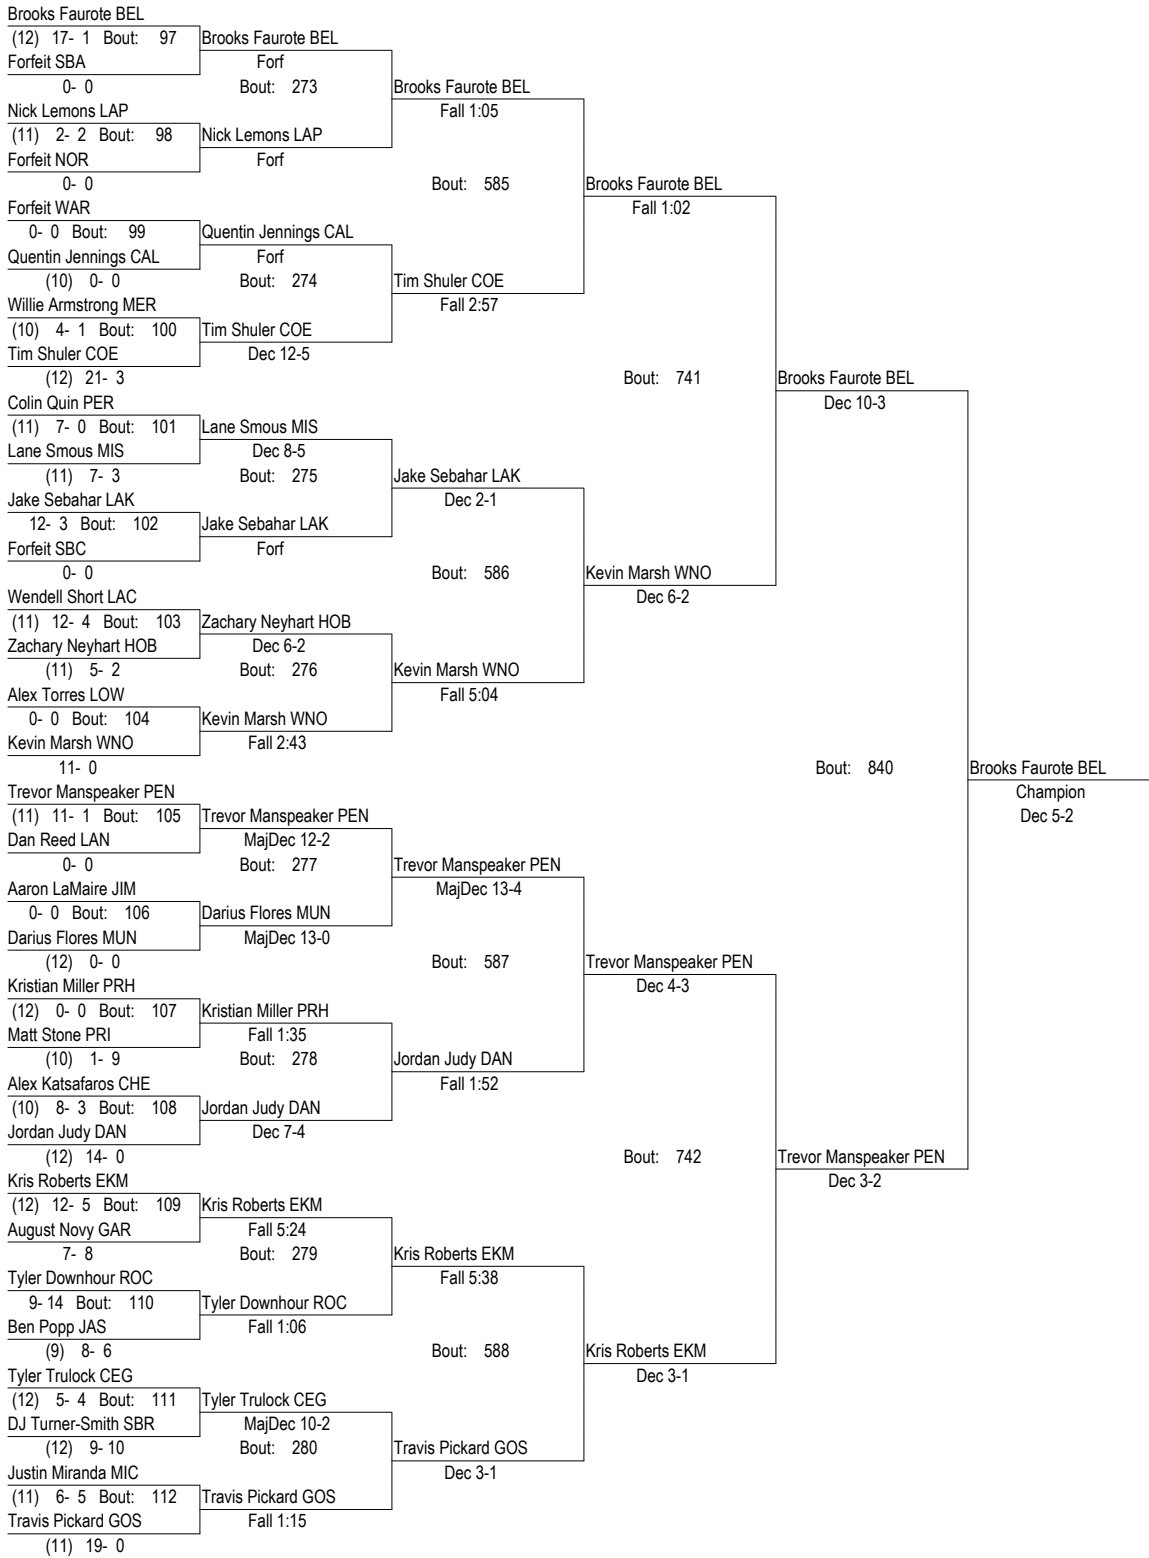 Brooks Faurote BEL
(12) 17- 1 Bout: 97 Brooks Faurote BEL
Forfeit SBA Forf
0- 0 Bout: 273 Brooks Faurote BEL
Nick Lemons LAP Fall 1:05
(11) 2- 2 Bout: 98 Nick Lemons LAP
Forfeit NOR Forf
0- 0 Bout: 585 Brooks Faurote BEL
Forfeit WAR Fall 1:02
0- 0 Bout: 99 Quentin Jennings CAL
Quentin Jennings CAL Forf
(10) 0- 0 Bout: 274 Tim Shuler COE
Willie Armstrong MER Fall 2:57
(10) 4- 1 Bout: 100 Tim Shuler COE
Tim Shuler COE Dec 12-5
(12) 21- 3 Bout: 741 Brooks Faurote BEL
Colin Quin PER Dec 10-3
(11) 7- 0 Bout: 101 Lane Smous MIS
Lane Smous MIS Dec 8-5
(11) 7- 3 Bout: 275 Jake Sebahar LAK
Jake Sebahar LAK Dec 2-1
12- 3 Bout: 102 Jake Sebahar LAK
Forfeit SBC Forf
0- 0 Bout: 586 Kevin Marsh WNO
Wendell Short LAC Dec 6-2
(11) 12- 4 Bout: 103 Zachary Neyhart HOB
Zachary Neyhart HOB Dec 6-2
(11) 5- 2 Bout: 276 Kevin Marsh WNO
Alex Torres LOW Fall 5:04
0- 0 Bout: 104 Kevin Marsh WNO
Kevin Marsh WNO Fall 2:43
11- 0 Bout: 840 Brooks Faurote BEL
Trevor Manspeaker PEN Champion
(11) 11- 1 Bout: 105 Trevor Manspeaker PEN Dec 5-2
Dan Reed LAN MajDec 12-2
0- 0 Bout: 277 Trevor Manspeaker PEN
Aaron LaMaire JIM MajDec 13-4
0- 0 Bout: 106 Darius Flores MUN
Darius Flores MUN MajDec 13-0
(12) 0- 0 Bout: 587 Trevor Manspeaker PEN
Kristian Miller PRH Dec 4-3
(12) 0- 0 Bout: 107 Kristian Miller PRH
Matt Stone PRI Fall 1:35
(10) 1- 9 Bout: 278 Jordan Judy DAN
Alex Katsafaros CHE Fall 1:52
(10) 8- 3 Bout: 108 Jordan Judy DAN
Jordan Judy DAN Dec 7-4
(12) 14- 0 Bout: 742 Trevor Manspeaker PEN
Kris Roberts EKM Dec 3-2
(12) 12- 5 Bout: 109 Kris Roberts EKM
August Novy GAR Fall 5:24
7- 8 Bout: 279 Kris Roberts EKM
Tyler Downhour ROC Fall 5:38
9- 14 Bout: 110 Tyler Downhour ROC
Ben Popp JAS Fall 1:06
(9) 8- 6 Bout: 588 Kris Roberts EKM
Tyler Trulock CEG Dec 3-1
(12) 5- 4 Bout: 111 Tyler Trulock CEG
DJ Turner-Smith SBR MajDec 10-2
(12) 9- 10 Bout: 280 Travis Pickard GOS
Justin Miranda MIC Dec 3-1
(11) 6- 5 Bout: 112 Travis Pickard GOS
Travis Pickard GOS Fall 1:15
(11) 19- 0